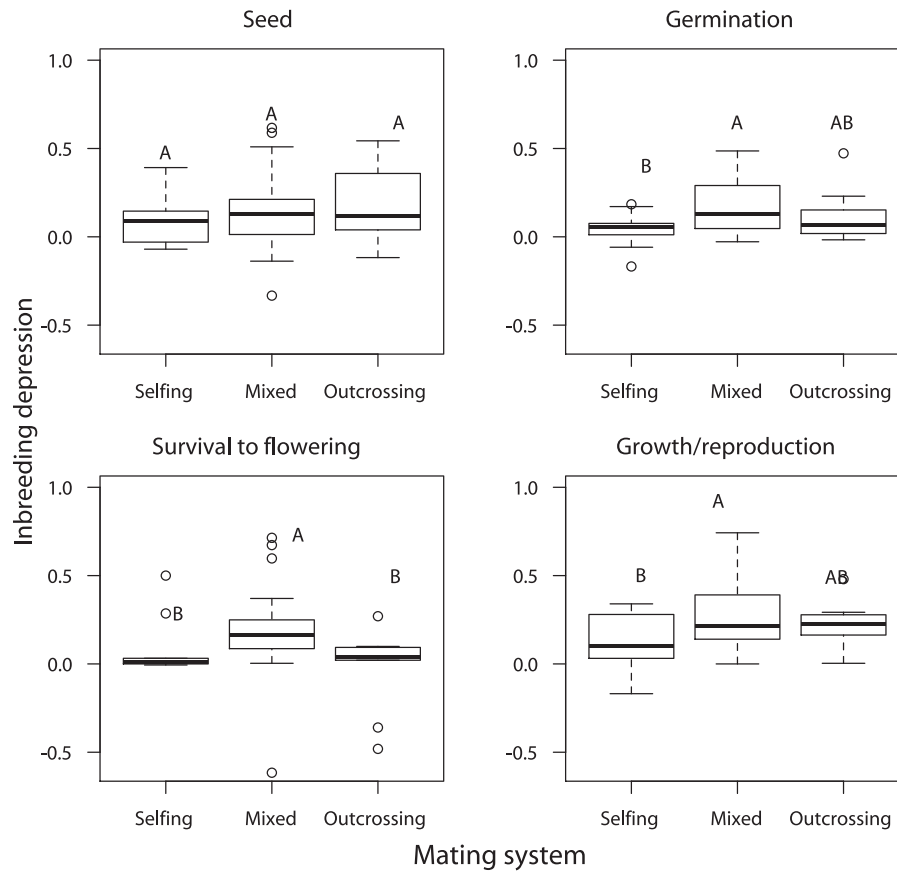 Seed
Germination
1.0
0.5
0.0
-0.5
A
A
A
Selfing
Mixed
Outcrossing
1.0
0.5
0.0
-0.5
B
A
AB
Selfing
Mixed
Outcrossing
Inbreeding depression
Survival to flowering
Growth/reproduction
1.0
0.5
0.0
-0.5
B
A
B
Selfing
Mixed
Outcrossing
1.0
0.5
0.0
-0.5
B
A
AB
Selfing
Mixed
Outcrossing
Mating system